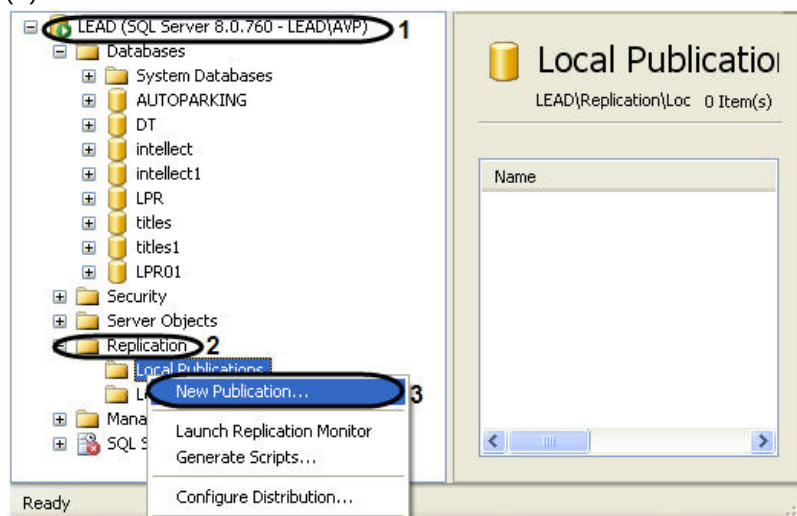 LEAD (SQL Server 8.0.760 - LEAD\AVP) 1
Databases
System Databases
AUTOPARKING
DT
intellect
intellect1
LPR
titles
titles1
LPR01
Security
Server Objects
Replication 2
Local Publications
New Publication... 3
Launch Replication Monitor
Generate Scripts...
Configure Distribution...
Mana
SQL S
Ready
Local Publicatio
LEAD\Replication\Loc 0 Item(s)
Name